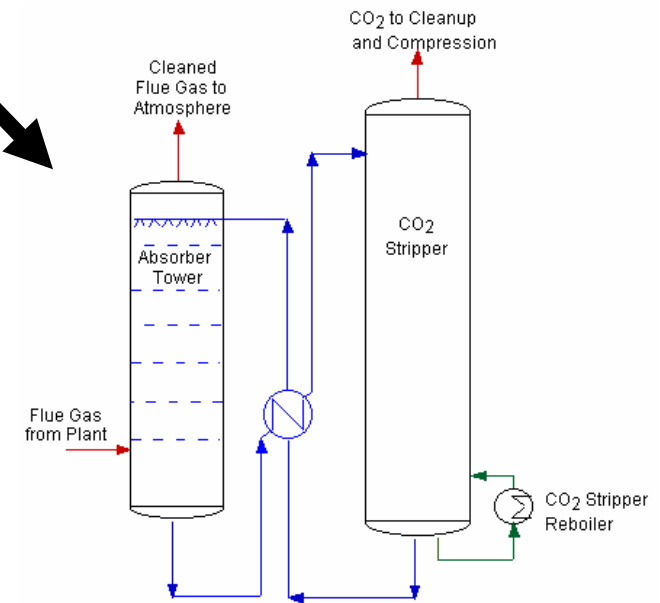 CO2 to Cleanup
and Compression
Cleaned
Flue Gas to
Atmosphere
CO2
Stripper
Absorber
Tower
Flue Gas
from Plant
CO2 Stripper
Reboiler